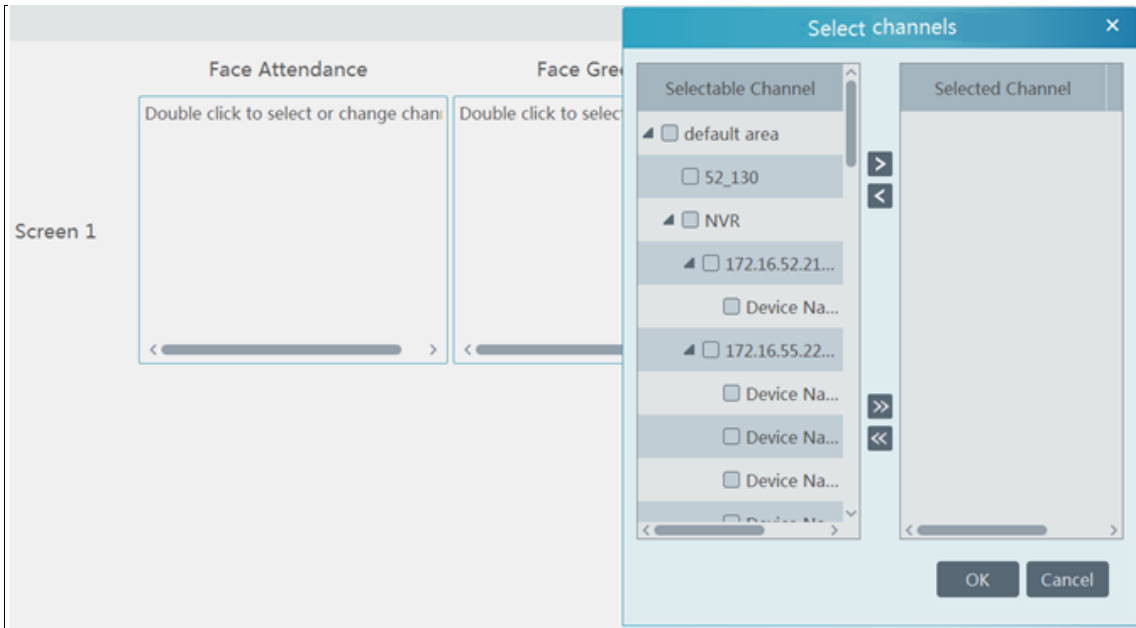 Select channels
Face Attendance
Face Gree
Double click to select or change chan
Double click to selec
Screen 1
Selectable Channel
default area
52_130
NVR
172.16.52.21...
Device Na...
172.16.55.22...
Device Na...
Device Na...
Device Na...
Selected Channel
OK
Cancel